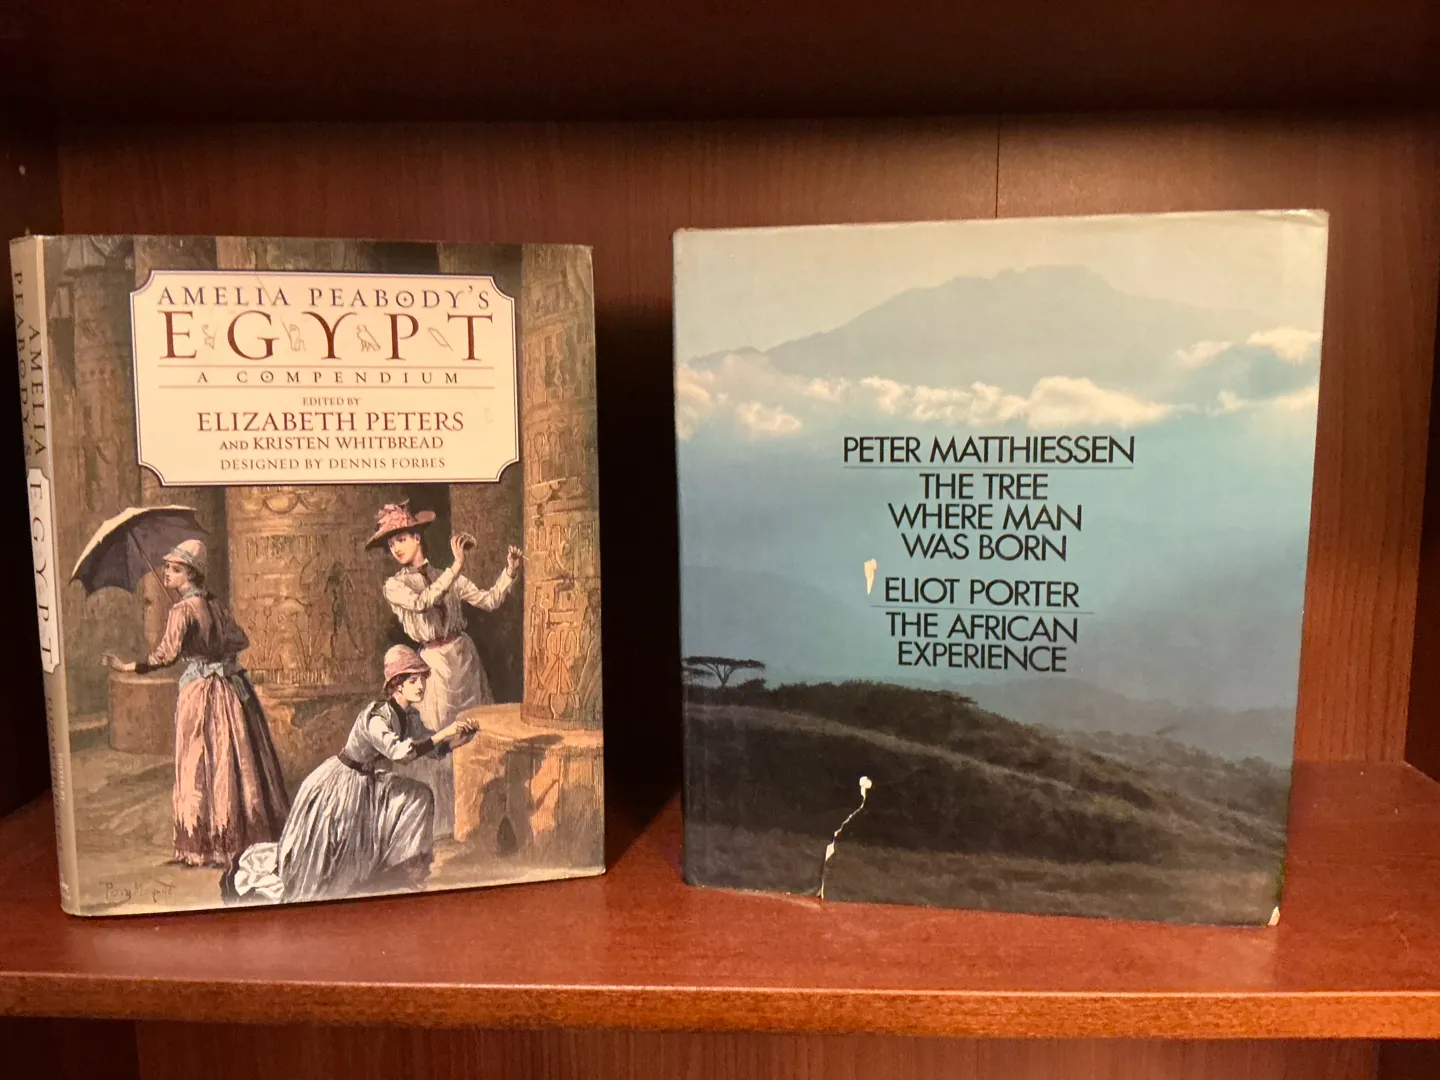 AMELIA PEABODY'S
EGYPT
A COMPENDIUM
EDITED BY
ELIZABETH PETERS
AND KRISTEN WHITBREAD
DESIGNED BY DENNIS FORBES
AMELIA
PEABODY'S
EGYPT
PETER MATTHIESSEN
THE TREE
WHERE MAN
WAS BORN
ELIOT PORTER
THE AFRICAN
EXPERIENCE